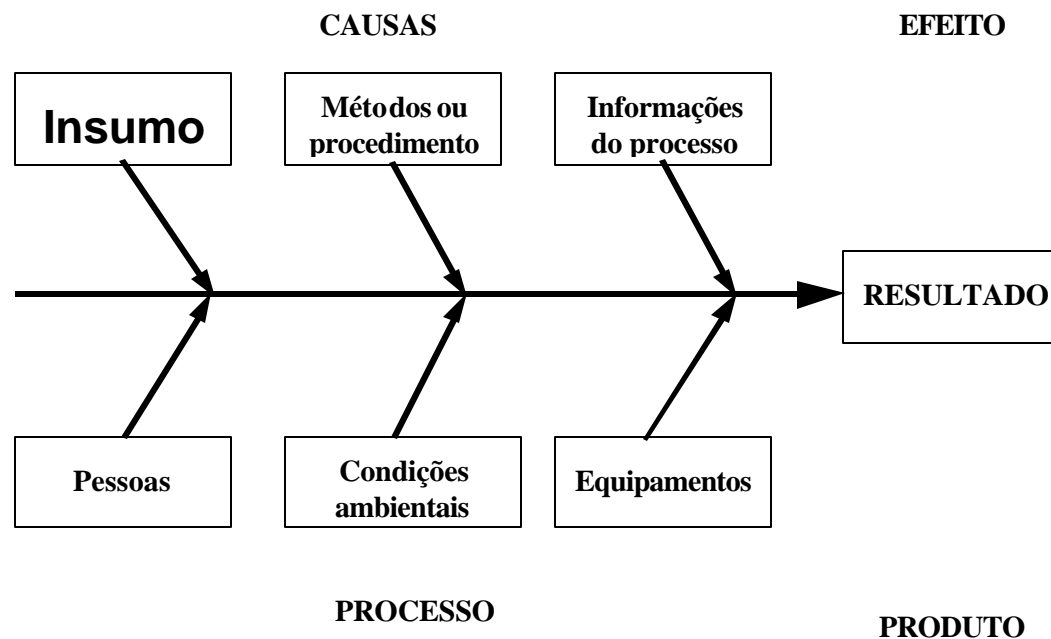 CAUSAS
EFEITO
Insumo
Métodos ou
procedimento
Informações
do processo
RESULTADO
Pessoas
Condições
ambientais
Equipamentos
PROCESSO
PRODUTO